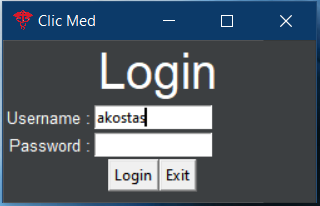 Clic Med
Login
Username : akostas
Password :
Login Exit